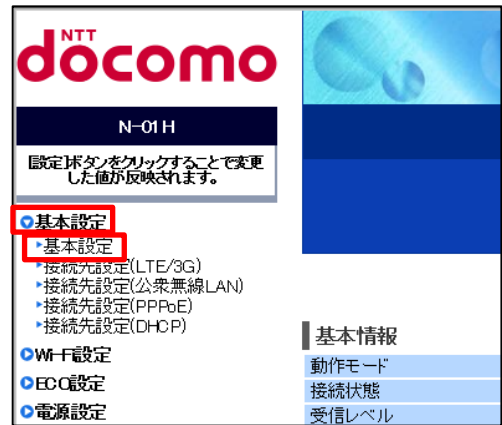 NTT
docomo
N-01H
[設定]ボタンをクリックすることで変更
した値が反映されます。
基本設定
基本設定
接続先設定(LTE/3G)
接続先設定(公衆無線LAN)
接続先設定(PPPoE)
接続先設定(DHCP)
Wi-Fi設定
ECO設定
電源設定
基本情報
動作モード
接続状態
受信レベル